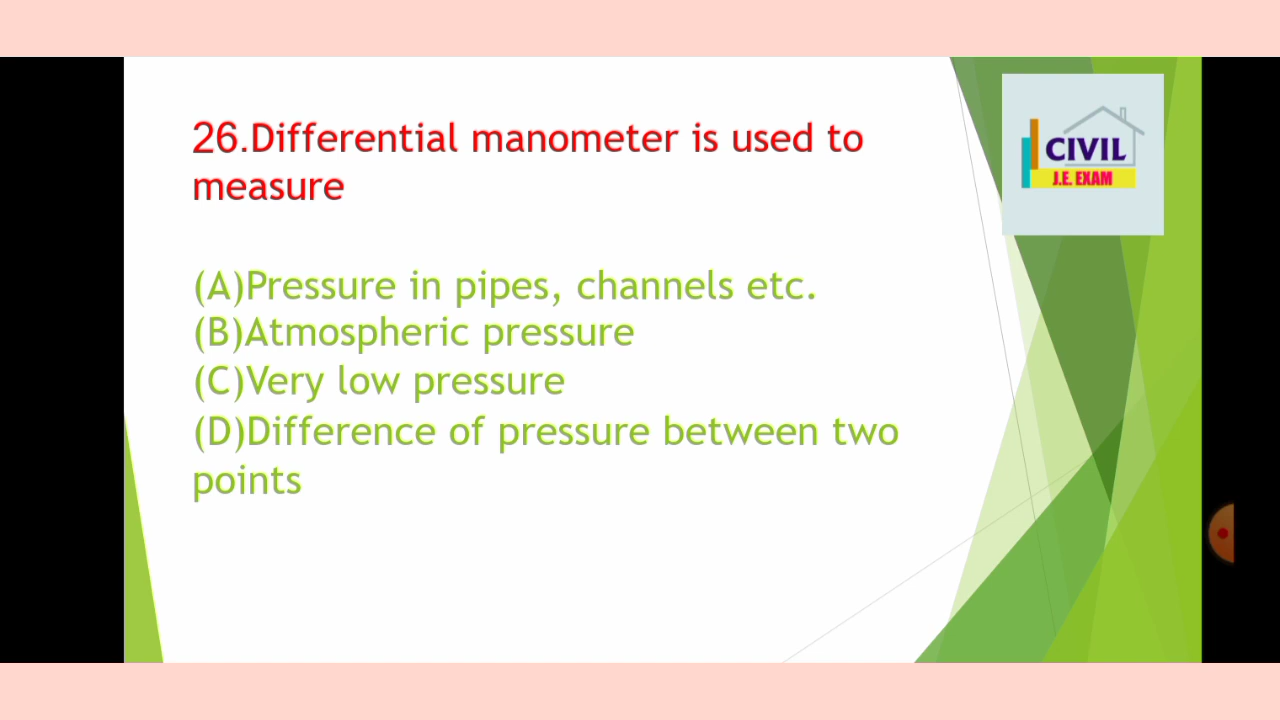 26.Differential manometer is used to
measure
(A)Pressure in pipes, channels etc.
(B)Atmospheric pressure
(C)Very low pressure
(D)Difference of pressure between two
points
CIVIL
J.E. EXAM